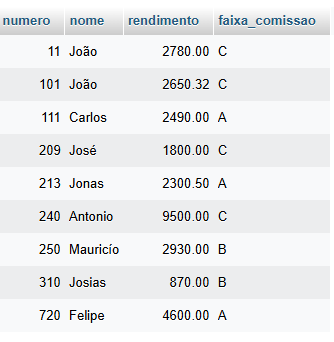 numero nome rendimento faixa_comissao
11 João 2780.00 C
101 João 2650.32 C
111 Carlos 2490.00 A
209 José 1800.00 C
213 Jonas 2300.50 A
240 Antonio 9500.00 C
250 Mauricío 2930.00 B
310 Josias 870.00 B
720 Felipe 4600.00 A